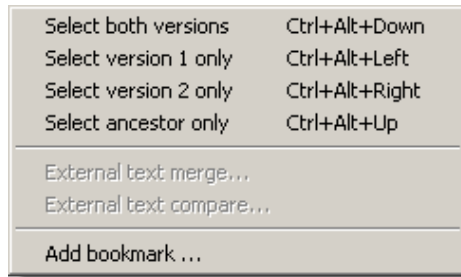 Select both versions Ctrl+Alt+Down
Select version 1 only Ctrl+Alt+Left
Select version 2 only Ctrl+Alt+Right
Select ancestor only Ctrl+Alt+Up
External text merge...
External text compare...
Add bookmark ...